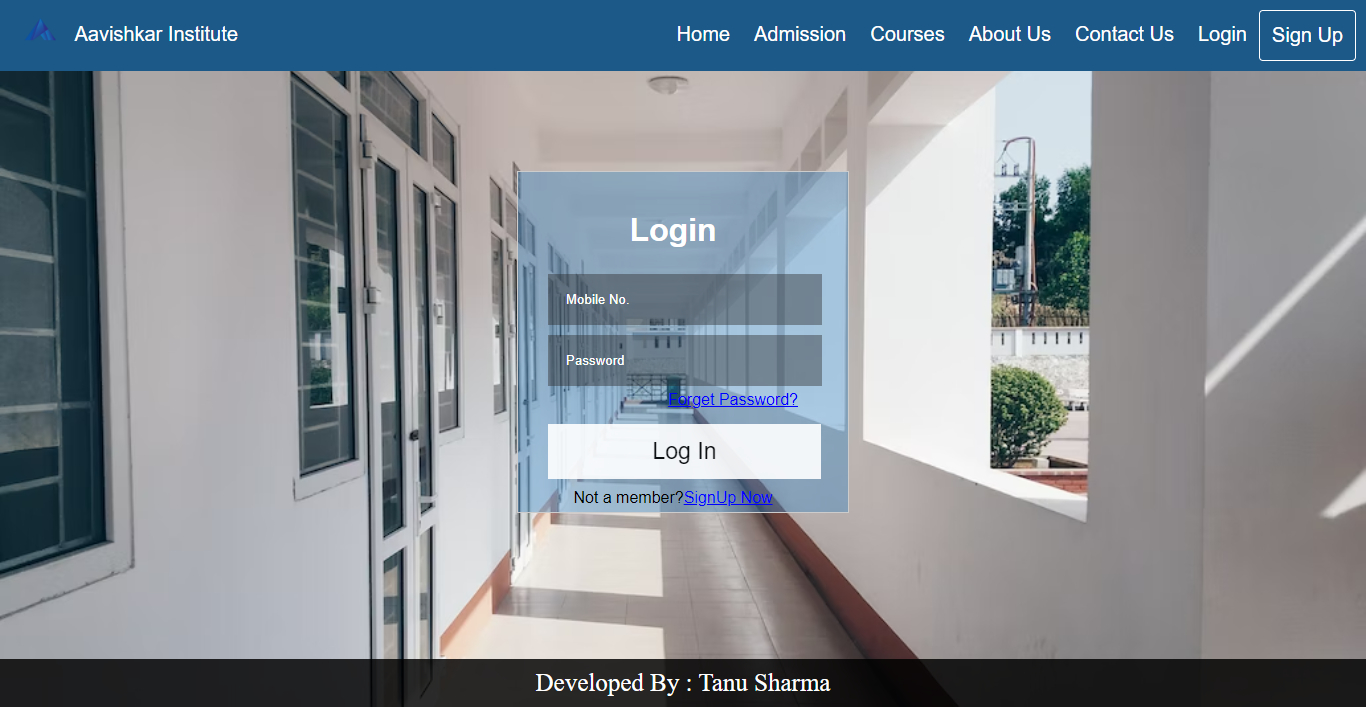 Aavishkar Institute Home Admission Courses About Us Contact Us Login Sign Up
Login
Mobile No.
Password
Forget Password?
Log In
Not a member?SignUp Now
Developed By : Tanu Sharma